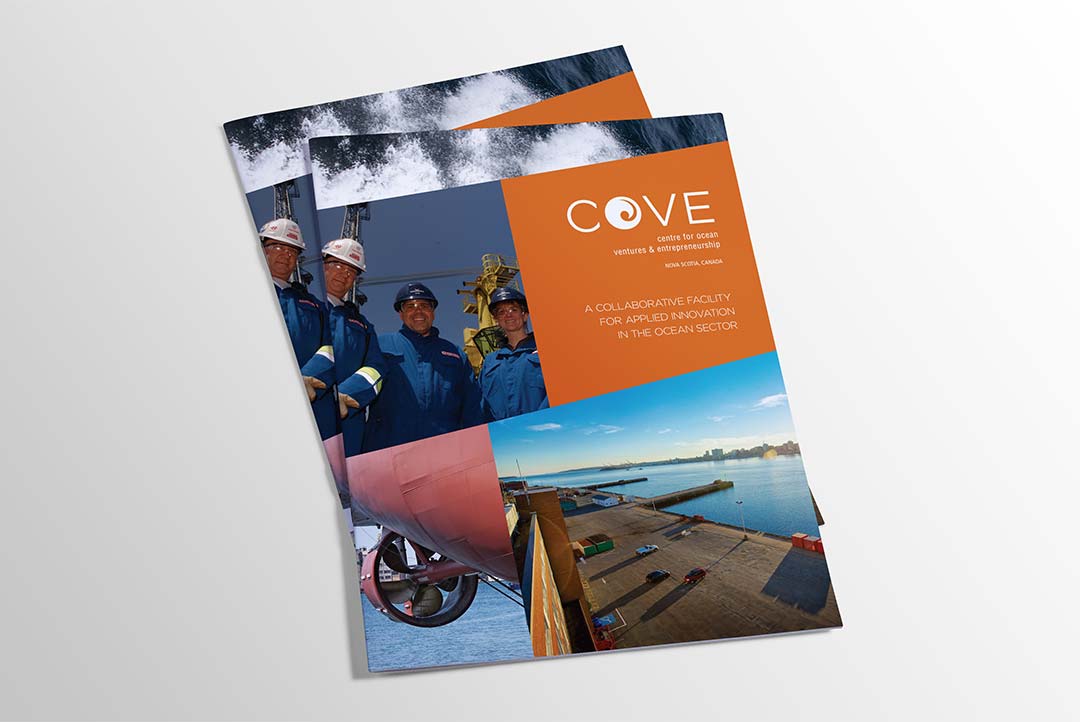 COVE
centre for ocean
ventures & entrepreneurship
NOVA SCOTIA, CANADA
A COLLABORATIVE FACILITY
FOR APPLIED INNOVATION
IN THE OCEAN SECTOR